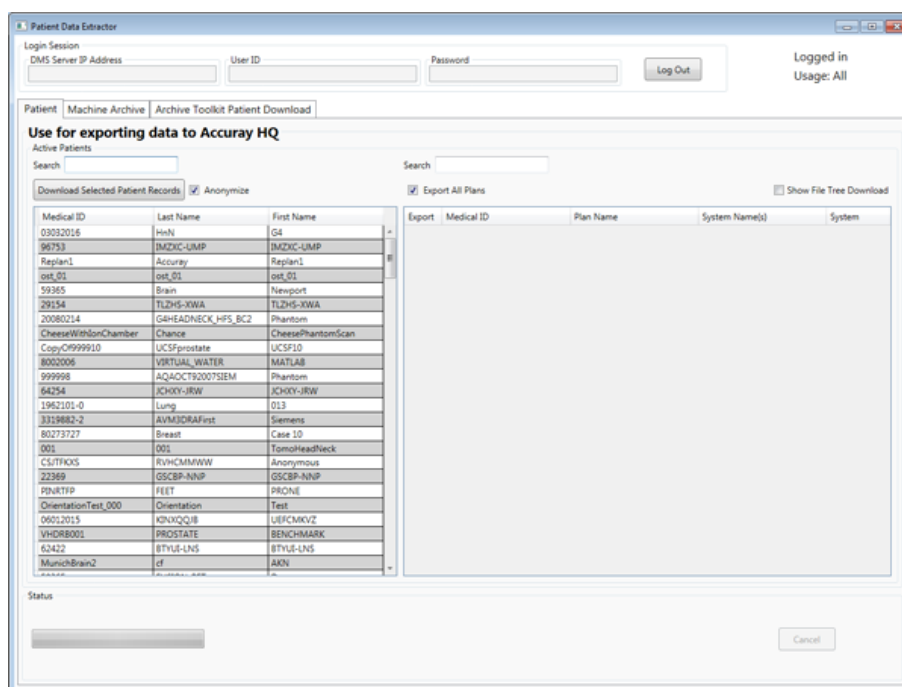 Patient Data Extractor
Login Session
DMS Server IP Address User ID Password
Log Out
Logged in
Usage: All
Patient Machine Archive Archive Toolkit Patient Download
Use for exporting data to Accuray HQ
Active Patients
Search Search
Download Selected Patient Records Anonymize Export All Plans Show File Tree Download
Medical ID Last Name First Name Export Medical ID Plan Name System Name(s) System
03032016 HnN G4
96753 IMZXC-UMP IMZXC-UMP
Replan1 Accuray Replan1
ost_01 ost_01 ost_01
59365 Brain Newport
29154 TLZHS-XWA TLZHS-XWA
20080214 G4HEADNECK_HFS_BC2 Phantom
CheeseWithIonChamber Chance CheesePhantomScan
CopyOf999910 UCSFprostate UCSF10
8002006 VIRTUAL_WATER MATLAB
999998 AQAOCT92007SIEM Phantom
64254 JCHXY-JRW JCHXY-JRW
1962101-0 Lung 013
3319882-2 AVM3DRAFirst Siemens
80273727 Breast Case 10
001 001 TomoHeadNeck
CSJTFKXS RVHCMMWW Anonymous
22369 GSCBP-NNP GSCBP-NNP
PINRTFP FEET PRONE
OrientationTest_000 Orientation Test
06012015 KINXQQJB UEFCMKVZ
VHDRB001 PROSTATE BENCHMARK
62422 BTYUI-LNS BTYUI-LNS
MunichBrain2 cf AKN
Status
Cancel